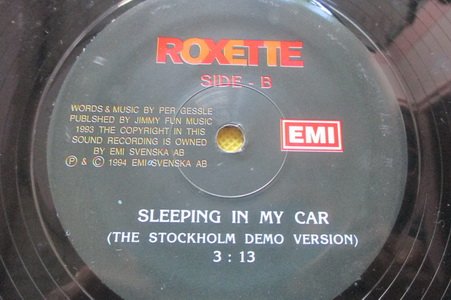 ROXETTE
SIDE - B
WORDS & MUSIC BY PER GESSLE
PUBLSHED BY JIMMY FUN MUSIC
1993 THE COPYRIGHT IN THIS
SOUND RECORDING IS OWNED
BY EMI SVENSKA AB
℗ & © 1994 EMI SVENSKA AB
EMI
SLEEPING IN MY CAR
(THE STOCKHOLM DEMO VERSION)
3 : 13